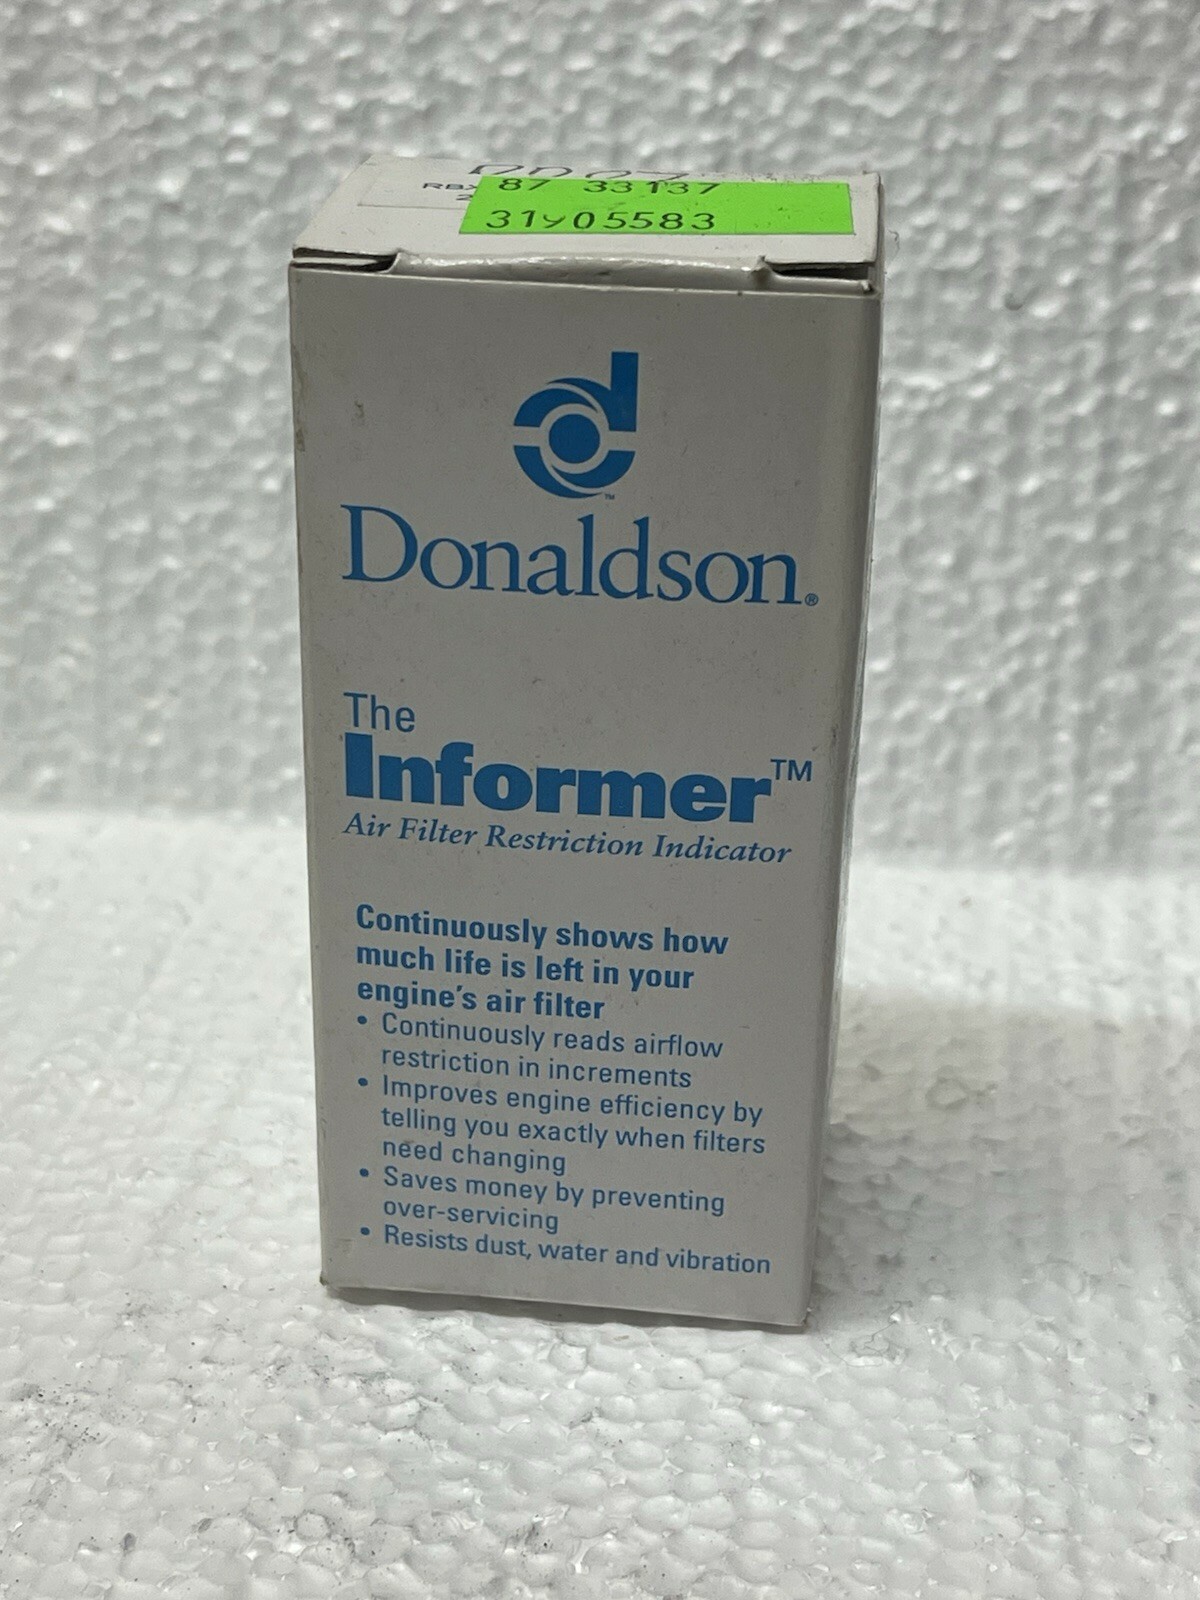 87 33137
31y05583
Donaldson®
The
Informer™
Air Filter Restriction Indicator
Continuously shows how
much life is left in your
engine's air filter
• Continuously reads airflow
restriction in increments
• Improves engine efficiency by
telling you exactly when filters
need changing
• Saves money by preventing
over-servicing
• Resists dust, water and vibration